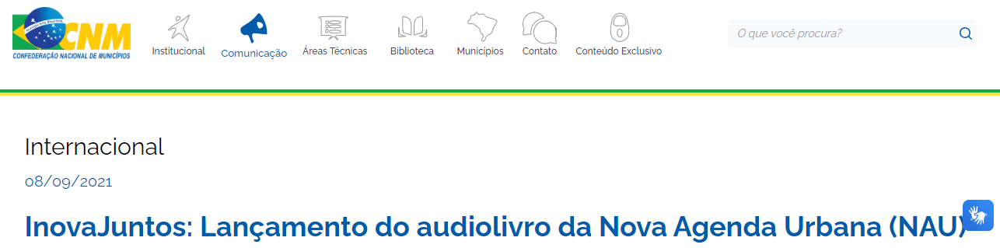 CNM
CONFEDERAÇÃO NACIONAL DE MUNICÍPIOS
Institucional
Comunicação
Áreas Técnicas
Biblioteca
Municípios
Contato
Conteúdo Exclusivo
O que você procura?
Internacional
08/09/2021
InovaJuntos: Lançamento do audiolivro da Nova Agenda Urbana (NAU)